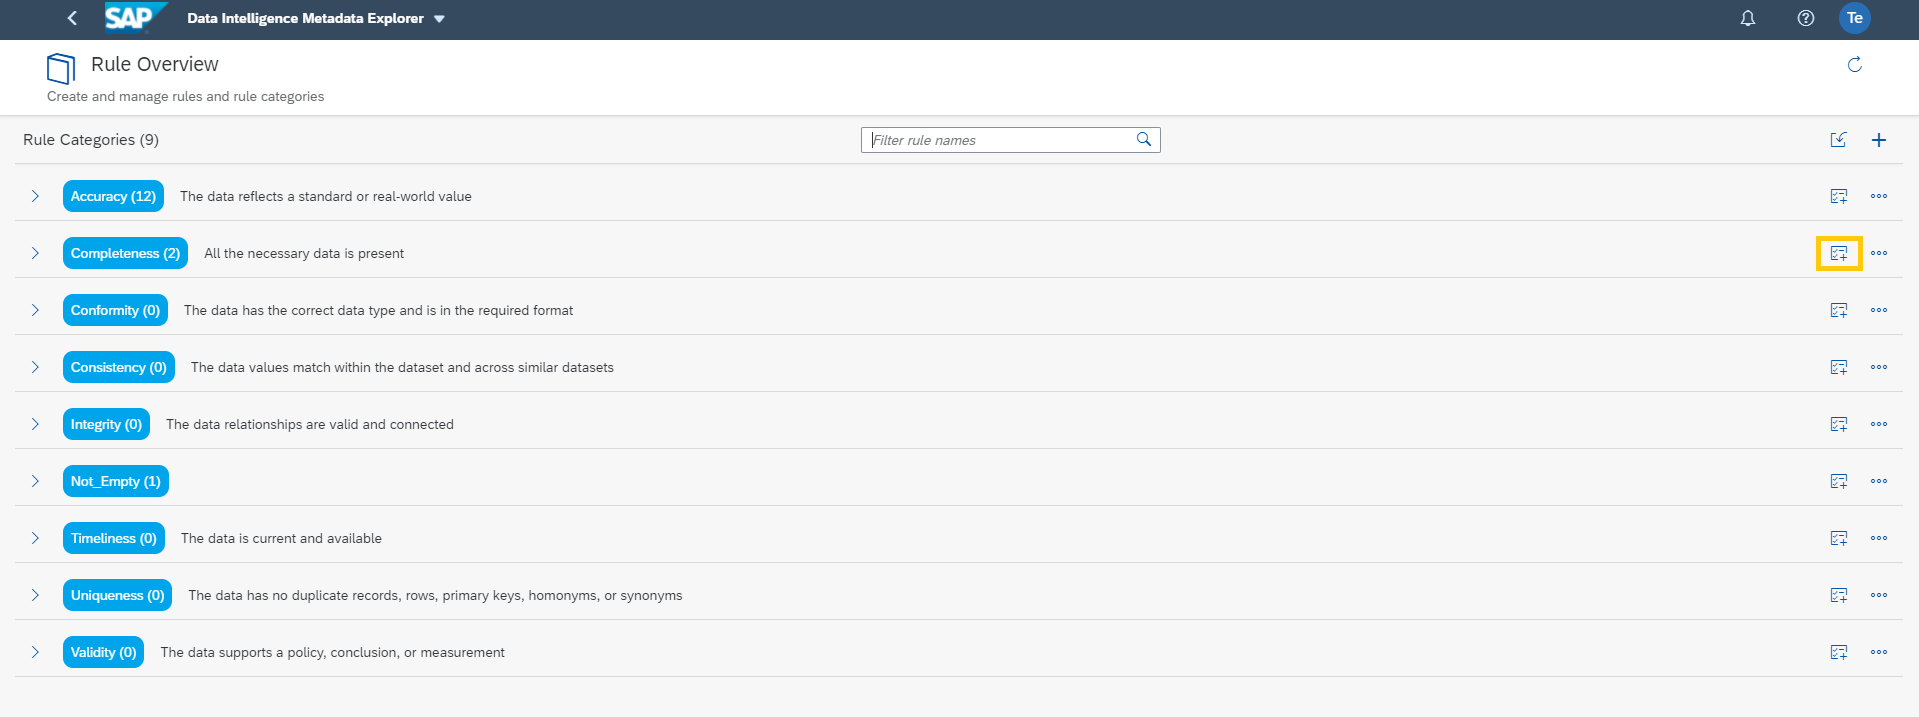 SAP Data Intelligence Metadata Explorer
Te
Rule Overview
Create and manage rules and rule categories
Rule Categories (9)
Filter rule names
Accuracy (12) The data reflects a standard or real-world value
Completeness (2) All the necessary data is present
Conformity (0) The data has the correct data type and is in the required format
Consistency (0) The data values match within the dataset and across similar datasets
Integrity (0) The data relationships are valid and connected
Not_Empty (1)
Timeliness (0) The data is current and available
Uniqueness (0) The data has no duplicate records, rows, primary keys, homonyms, or synonyms
Validity (0) The data supports a policy, conclusion, or measurement